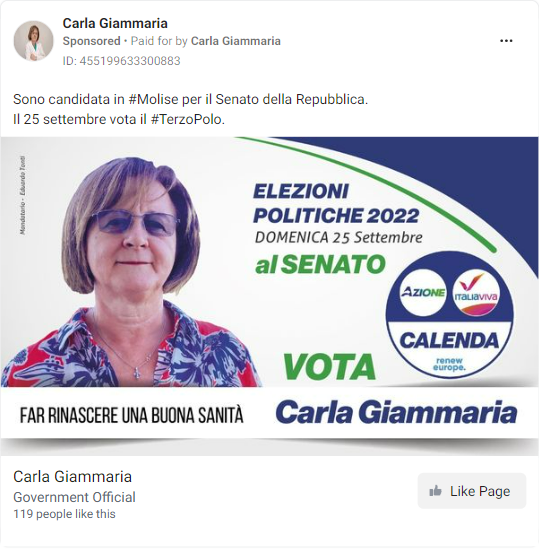 Carla Giammaria
Sponsored • Paid for by Carla Giammaria
ID: 455199633300883
Sono candidata in #Molise per il Senato della Repubblica.
Il 25 settembre vota il #TerzoPolo.
Mandatario - Eduardo Tanti
ELEZIONI
POLITICHE 2022
DOMENICA 25 Settembre
al SENATO
AZIONE
ITALIAVIVA
CALENDA
renew
europe.
VOTA
FAR RINASCERE UNA BUONA SANITÀ
Carla Giammaria
Carla Giammaria
Government Official
119 people like this
Like Page